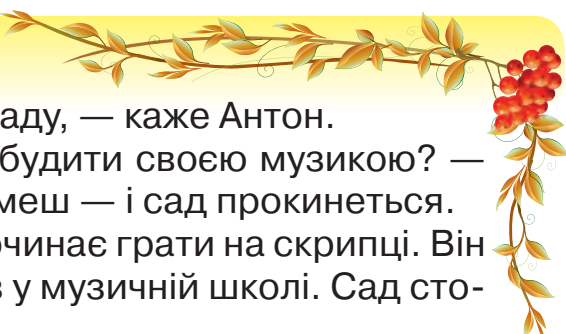 аду, — каже Антон.
будити своєю музикою? —
меш — і сад прокинеться.
очинає грати на скрипці. Він
в у музичній школі. Сад сто-